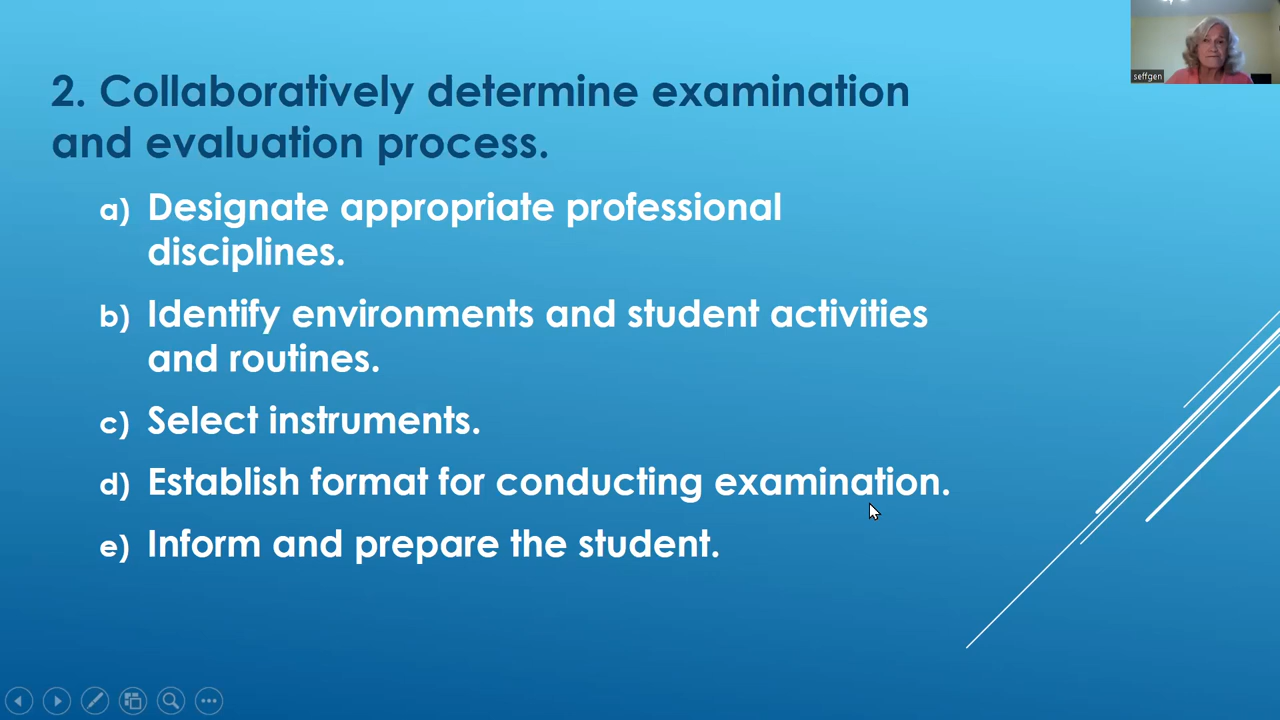 seffgen
2. Collaboratively determine examination
and evaluation process.
a) Designate appropriate professional
disciplines.
b) Identify environments and student activities
and routines.
c) Select instruments.
d) Establish format for conducting examination.
e) Inform and prepare the student.